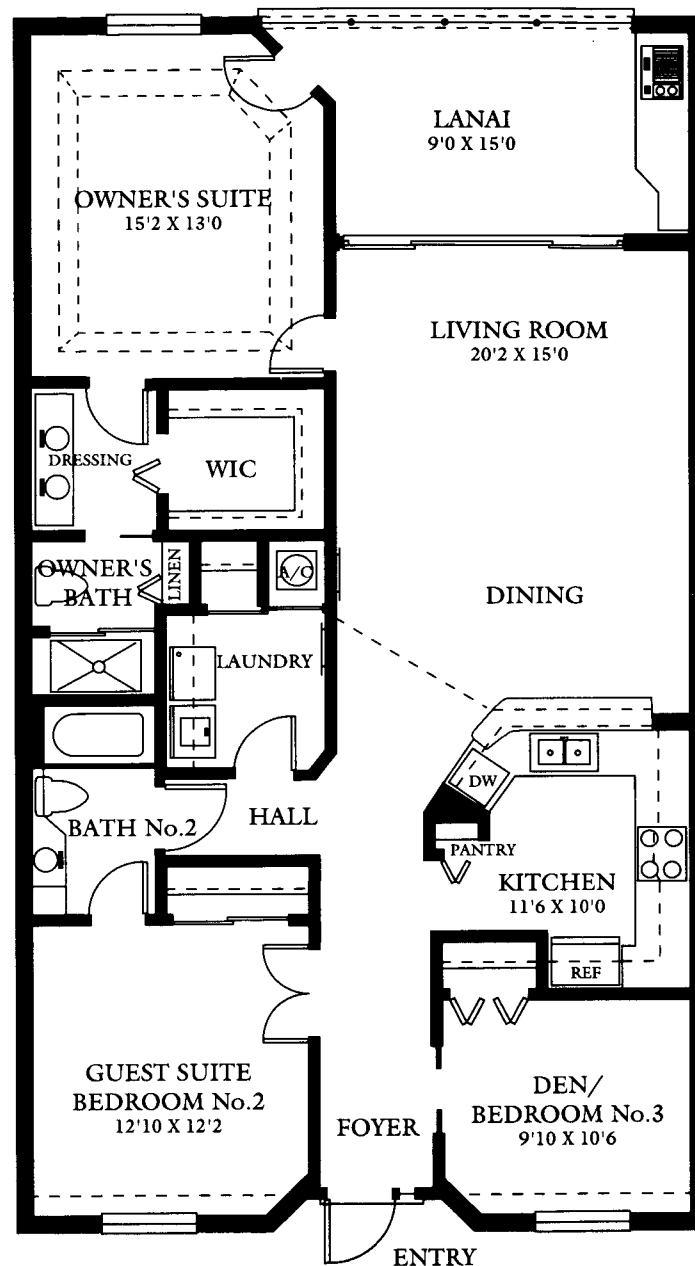 LANAI
9'0 X 15'0
OWNER'S SUITE
15'2 X 13'0
LIVING ROOM
20'2 X 15'0
DRESSING
WIC
OWNER'S
BATH
LINEN
A/C
DINING
LAUNDRY
DW
HALL
BATH No.2
PANTRY
KITCHEN
11'6 X 10'0
REF
GUEST SUITE
BEDROOM No.2
12'10 X 12'2
DEN/
BEDROOM No.3
9'10 X 10'6
FOYER
ENTRY